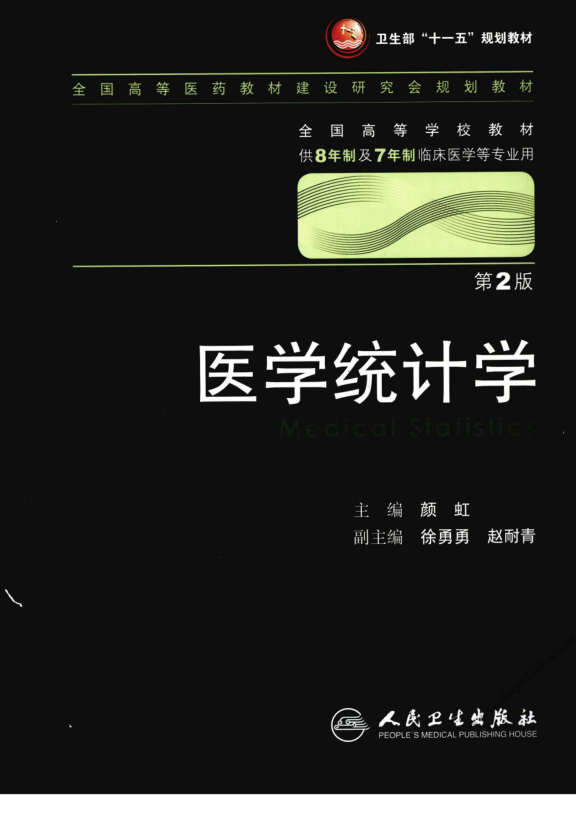 卫生部“十一五”规划教材
全国高等医药教材建设研究会规划教材
全国高等学校教材
供8年制及7年制临床医学等专业用
第2版
医学统计学
Medical Statistics
主 编 颜 虹
副主编 徐勇勇 赵耐青
人民卫生出版社
PEOPLE'S MEDICAL PUBLISHING HOUSE